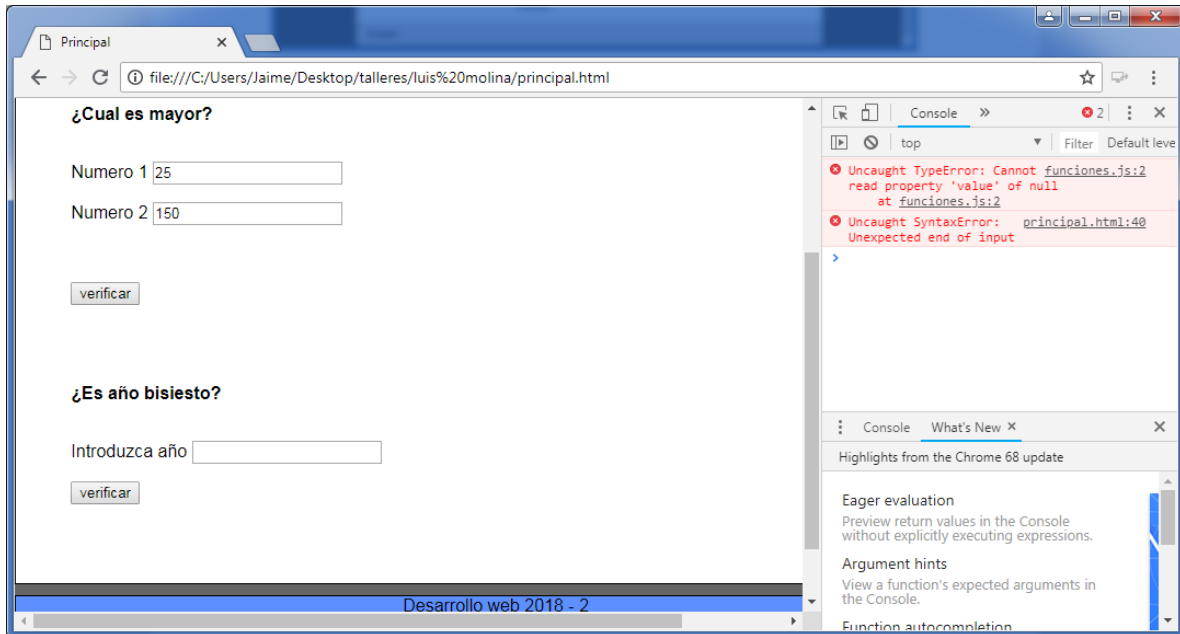 Principal
file:///C:/Users/Jaime/Desktop/talleres/luis%20molina/principal.html
¿Cual es mayor?
Numero 1 25
Numero 2 150
verificar
¿Es año bisiesto?
Introduzca año
verificar
Desarrollo web 2018 - 2
Console » 2
top Filter Default leve
Uncaught TypeError: Cannot funciones.js:2
read property 'value' of null
at funciones.js:2
Uncaught SyntaxError: principal.html:40
Unexpected end of input
Console What's New
Highlights from the Chrome 68 update
Eager evaluation
Preview return values in the Console
without explicitly executing expressions.
Argument hints
View a function's expected arguments in
the Console.
Function autocompletion